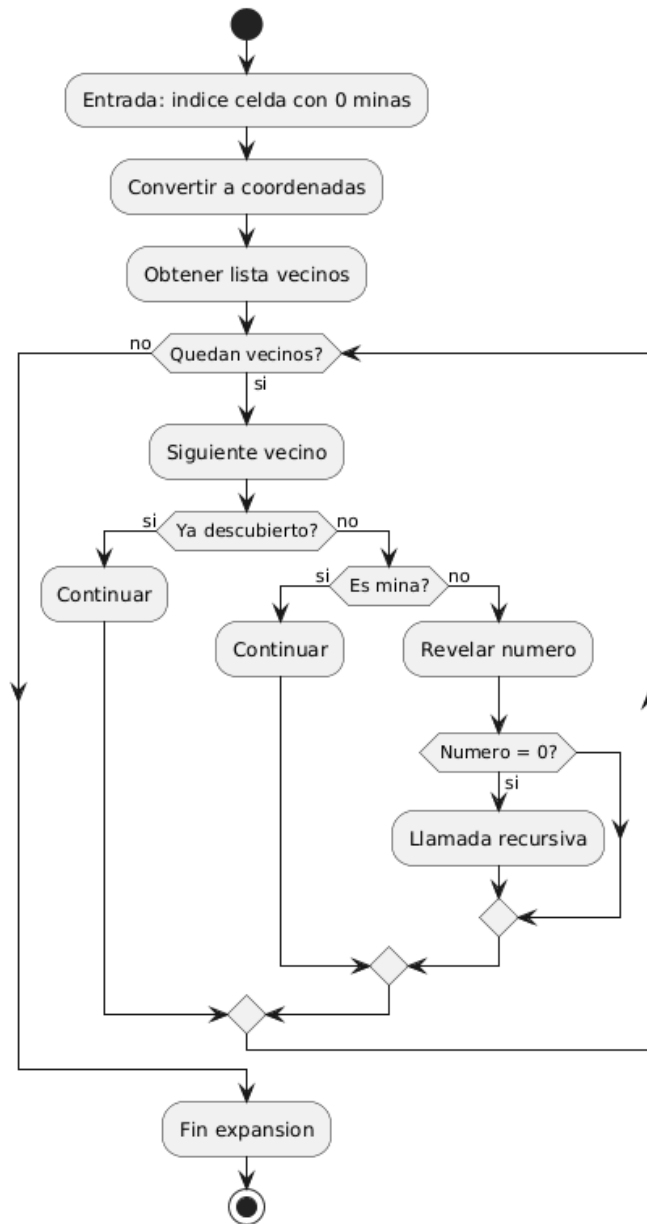 Entrada: indice celda con 0 minas
Convertir a coordenadas
Obtener lista vecinos
no
Quedan vecinos?
si
Siguiente vecino
si
Ya descubierto?
no
Continuar
si
Es mina?
no
Continuar
Revelar numero
Numero = 0?
si
Llamada recursiva
Fin expansion